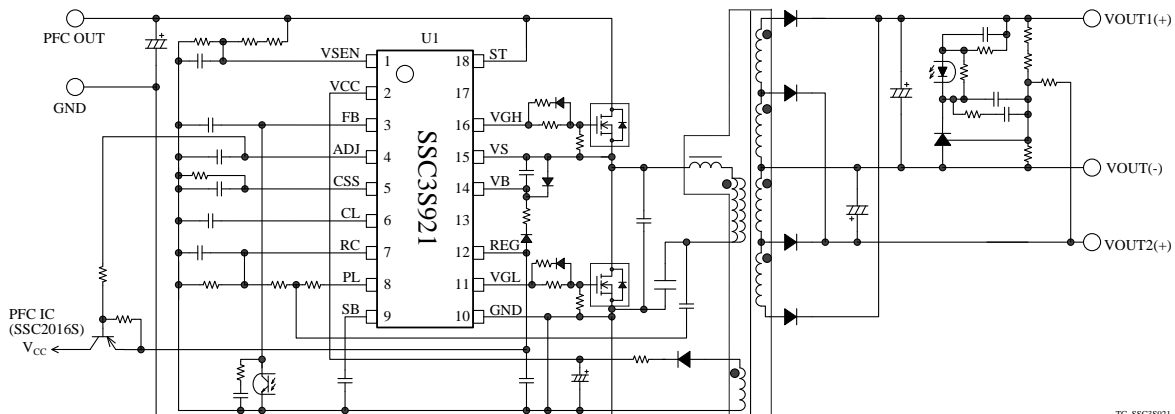 PFC OUT
GND
U1
SSC3S921
VSEN
1
VCC
2
FB
3
ADJ
4
CSS
5
CL
6
RC
7
PL
8
SB
9
18
ST
17
16
VGH
15
VS
14
VB
13
12
REG
11
VGL
10
GND
VOUT1(+)
VOUT(-)
VOUT2(+)
PFC IC
(SSC2016S)
VCC
TC_SSC3S921